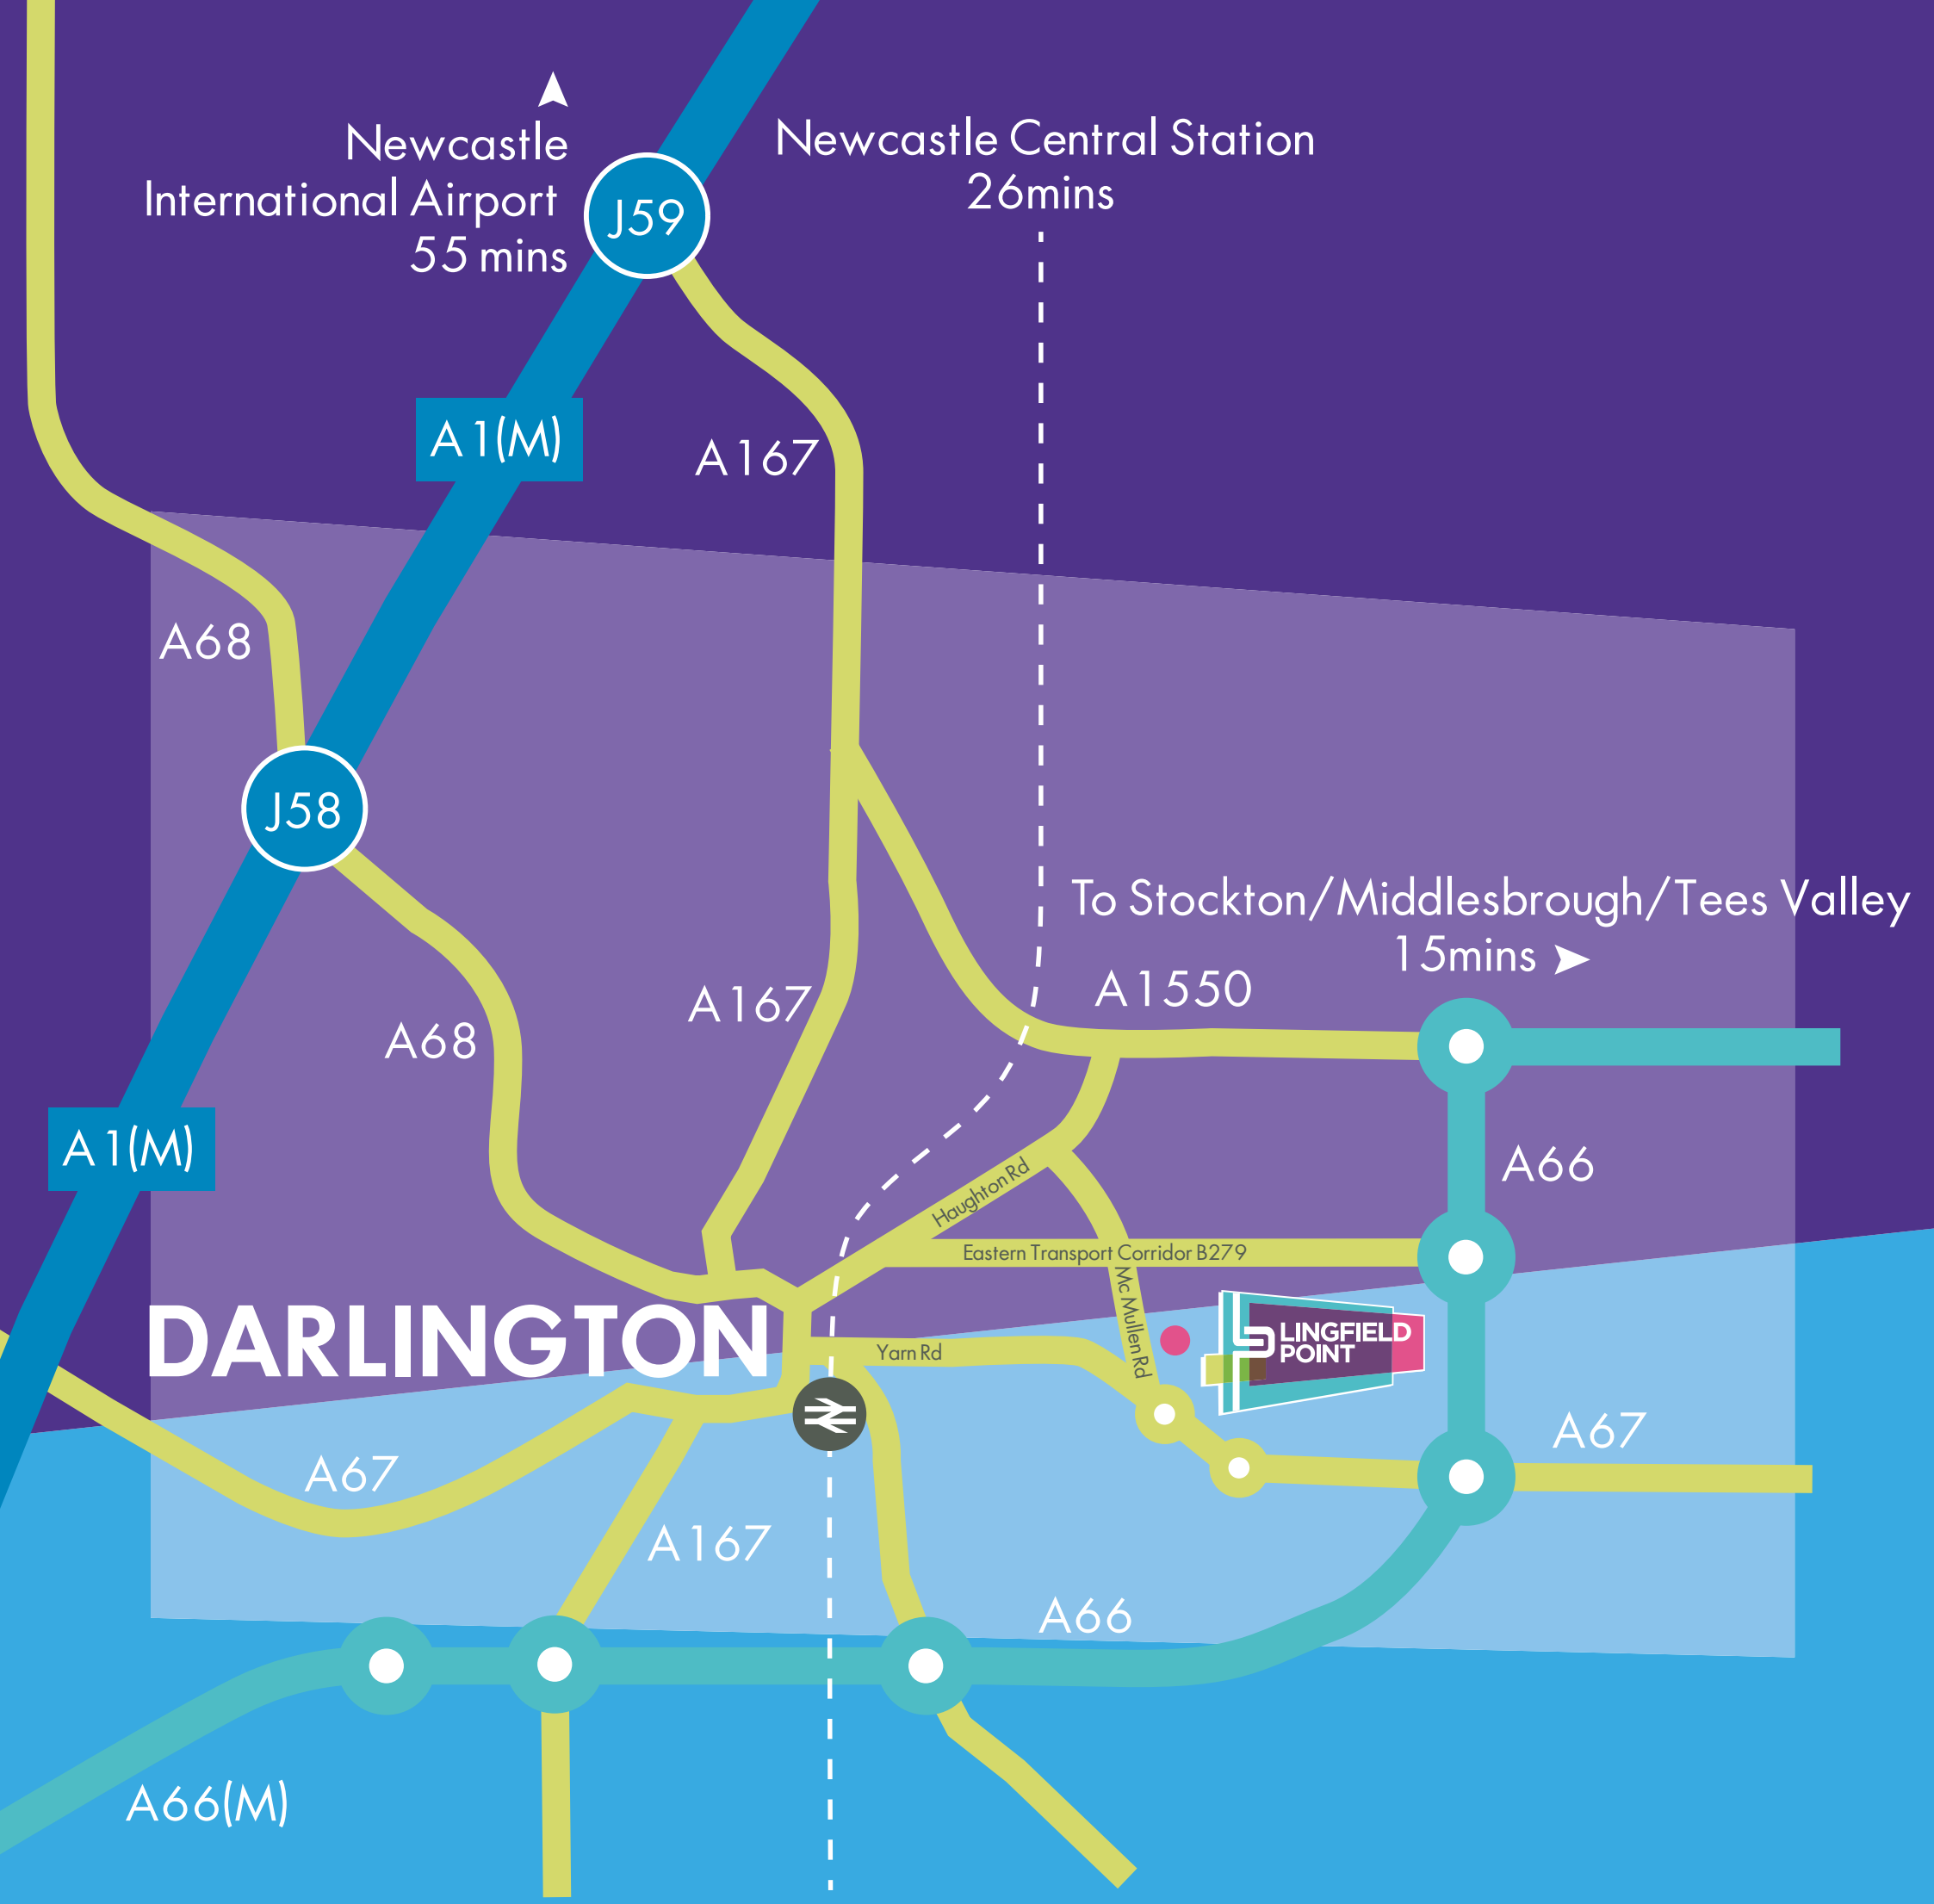 Newcastle
International Airport
55 mins
Newcastle Central Station
26mins
J59
A1(M)
A167
A68
J58
To Stockton/Middlesbrough/Tees Valley
15mins
A1550
A167
A68
A1(M)
A66
Haughton Rd
Eastern Transport Corridor B279
Mc Mullen Rd
LINGFIELD
POINT
DARLINGTON
Yarn Rd
A67
A67
A167
A66
A66(M)